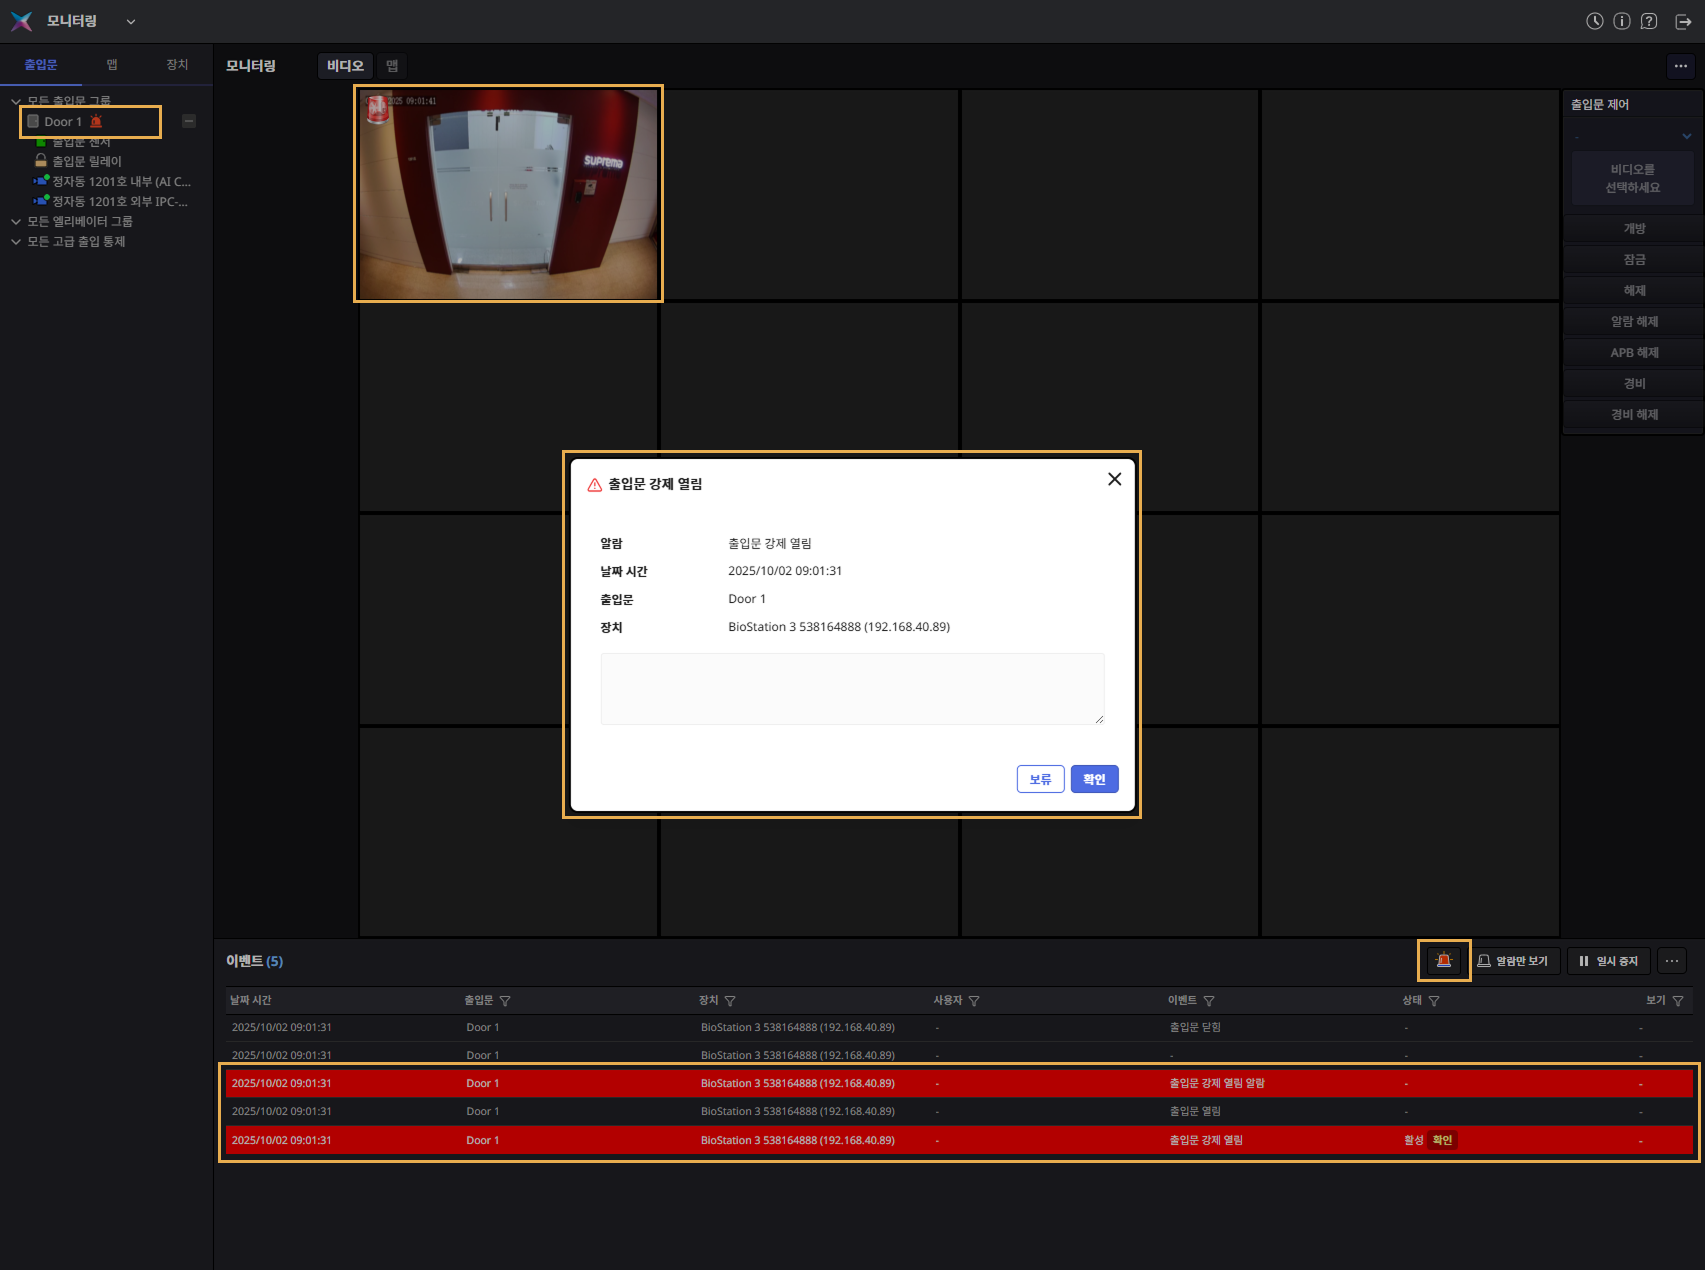 모니터링
출입문 맵 장치
모니터링 비디오 맵
모든 출입문 그룹
Door 1
출입문 센서
출입문 릴레이
정자동 1201호 내부 (AI C...
정자동 1201호 외부 IPC-...
모든 엘리베이터 그룹
모든 고급 출입 통제
2025 09:01:41
suprema
출입문 제어
-
비디오를
선택하세요
개방
잠금
해제
알람 해제
APB 해제
경비
경비 해제
출입문 강제 열림
알람 출입문 강제 열림
날짜 시간 2025/10/02 09:01:31
출입문 Door 1
장치 BioStation 3 538164888 (192.168.40.89)
보류 확인
이벤트 (5)
알람만 보기 일시 중지
날짜 시간 출입문 장치 사용자 이벤트 상태 보기
2025/10/02 09:01:31 Door 1 BioStation 3 538164888 (192.168.40.89) - 출입문 닫힘 - -
2025/10/02 09:01:31 Door 1 BioStation 3 538164888 (192.168.40.89) - - - -
2025/10/02 09:01:31 Door 1 BioStation 3 538164888 (192.168.40.89) - 출입문 강제 열림 알람 - -
2025/10/02 09:01:31 Door 1 BioStation 3 538164888 (192.168.40.89) - 출입문 열림 - -
2025/10/02 09:01:31 Door 1 BioStation 3 538164888 (192.168.40.89) - 출입문 강제 열림 활성 확인 -